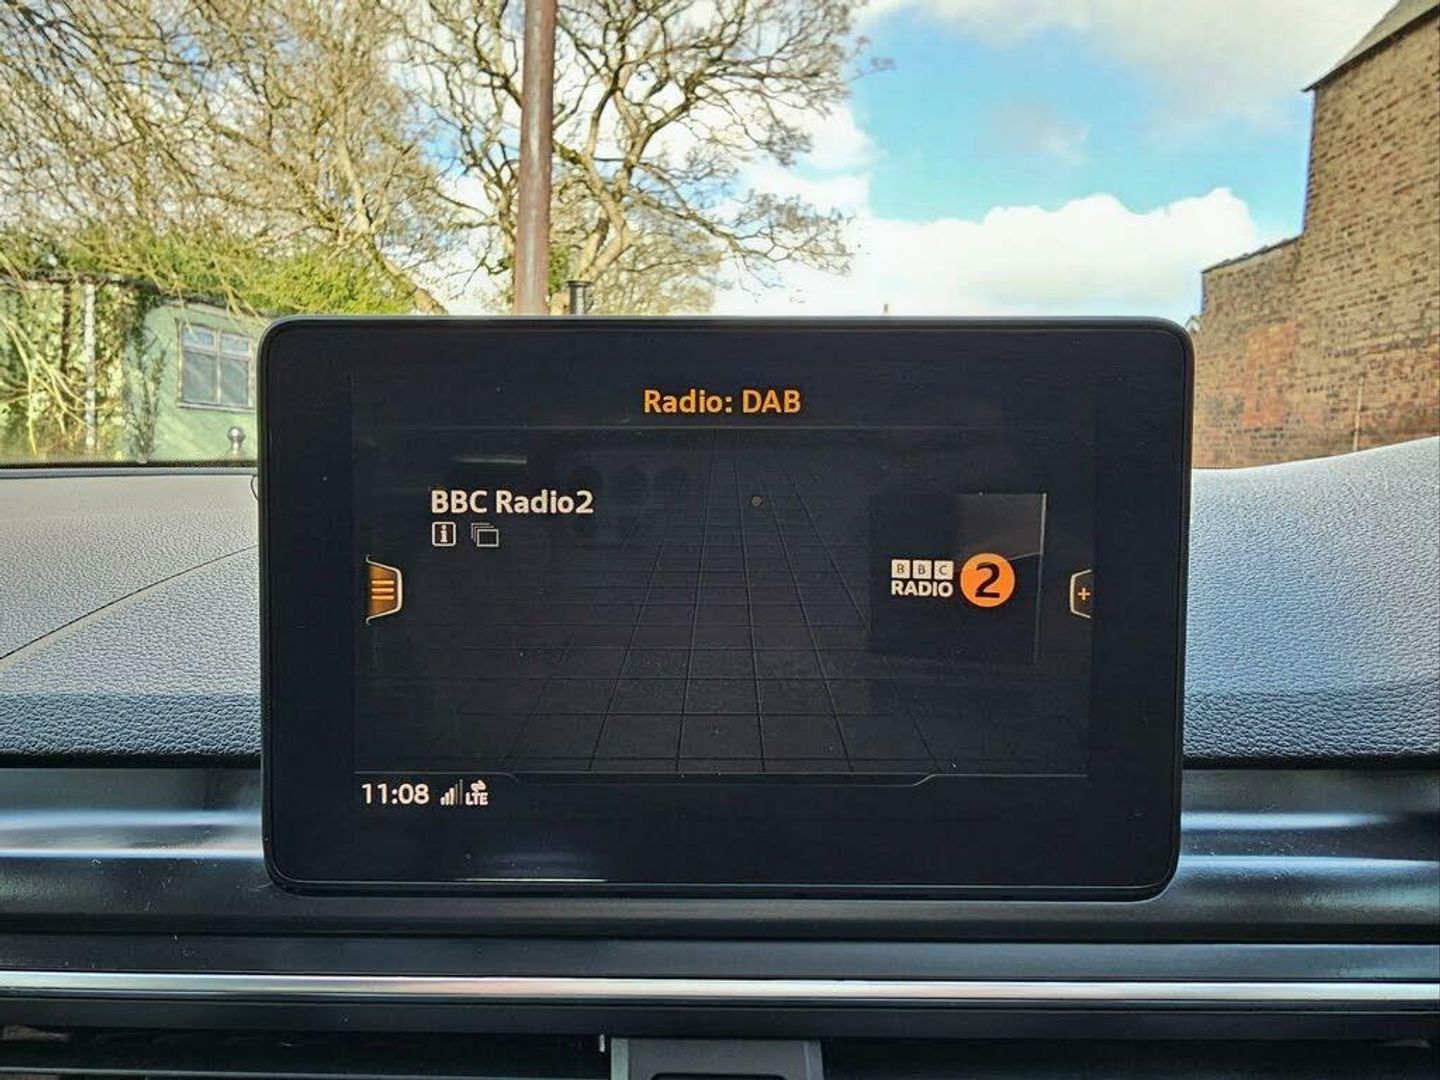 Radio: DAB
BBC Radio2
i
BBC
RADIO 2
+
11:08 LTE